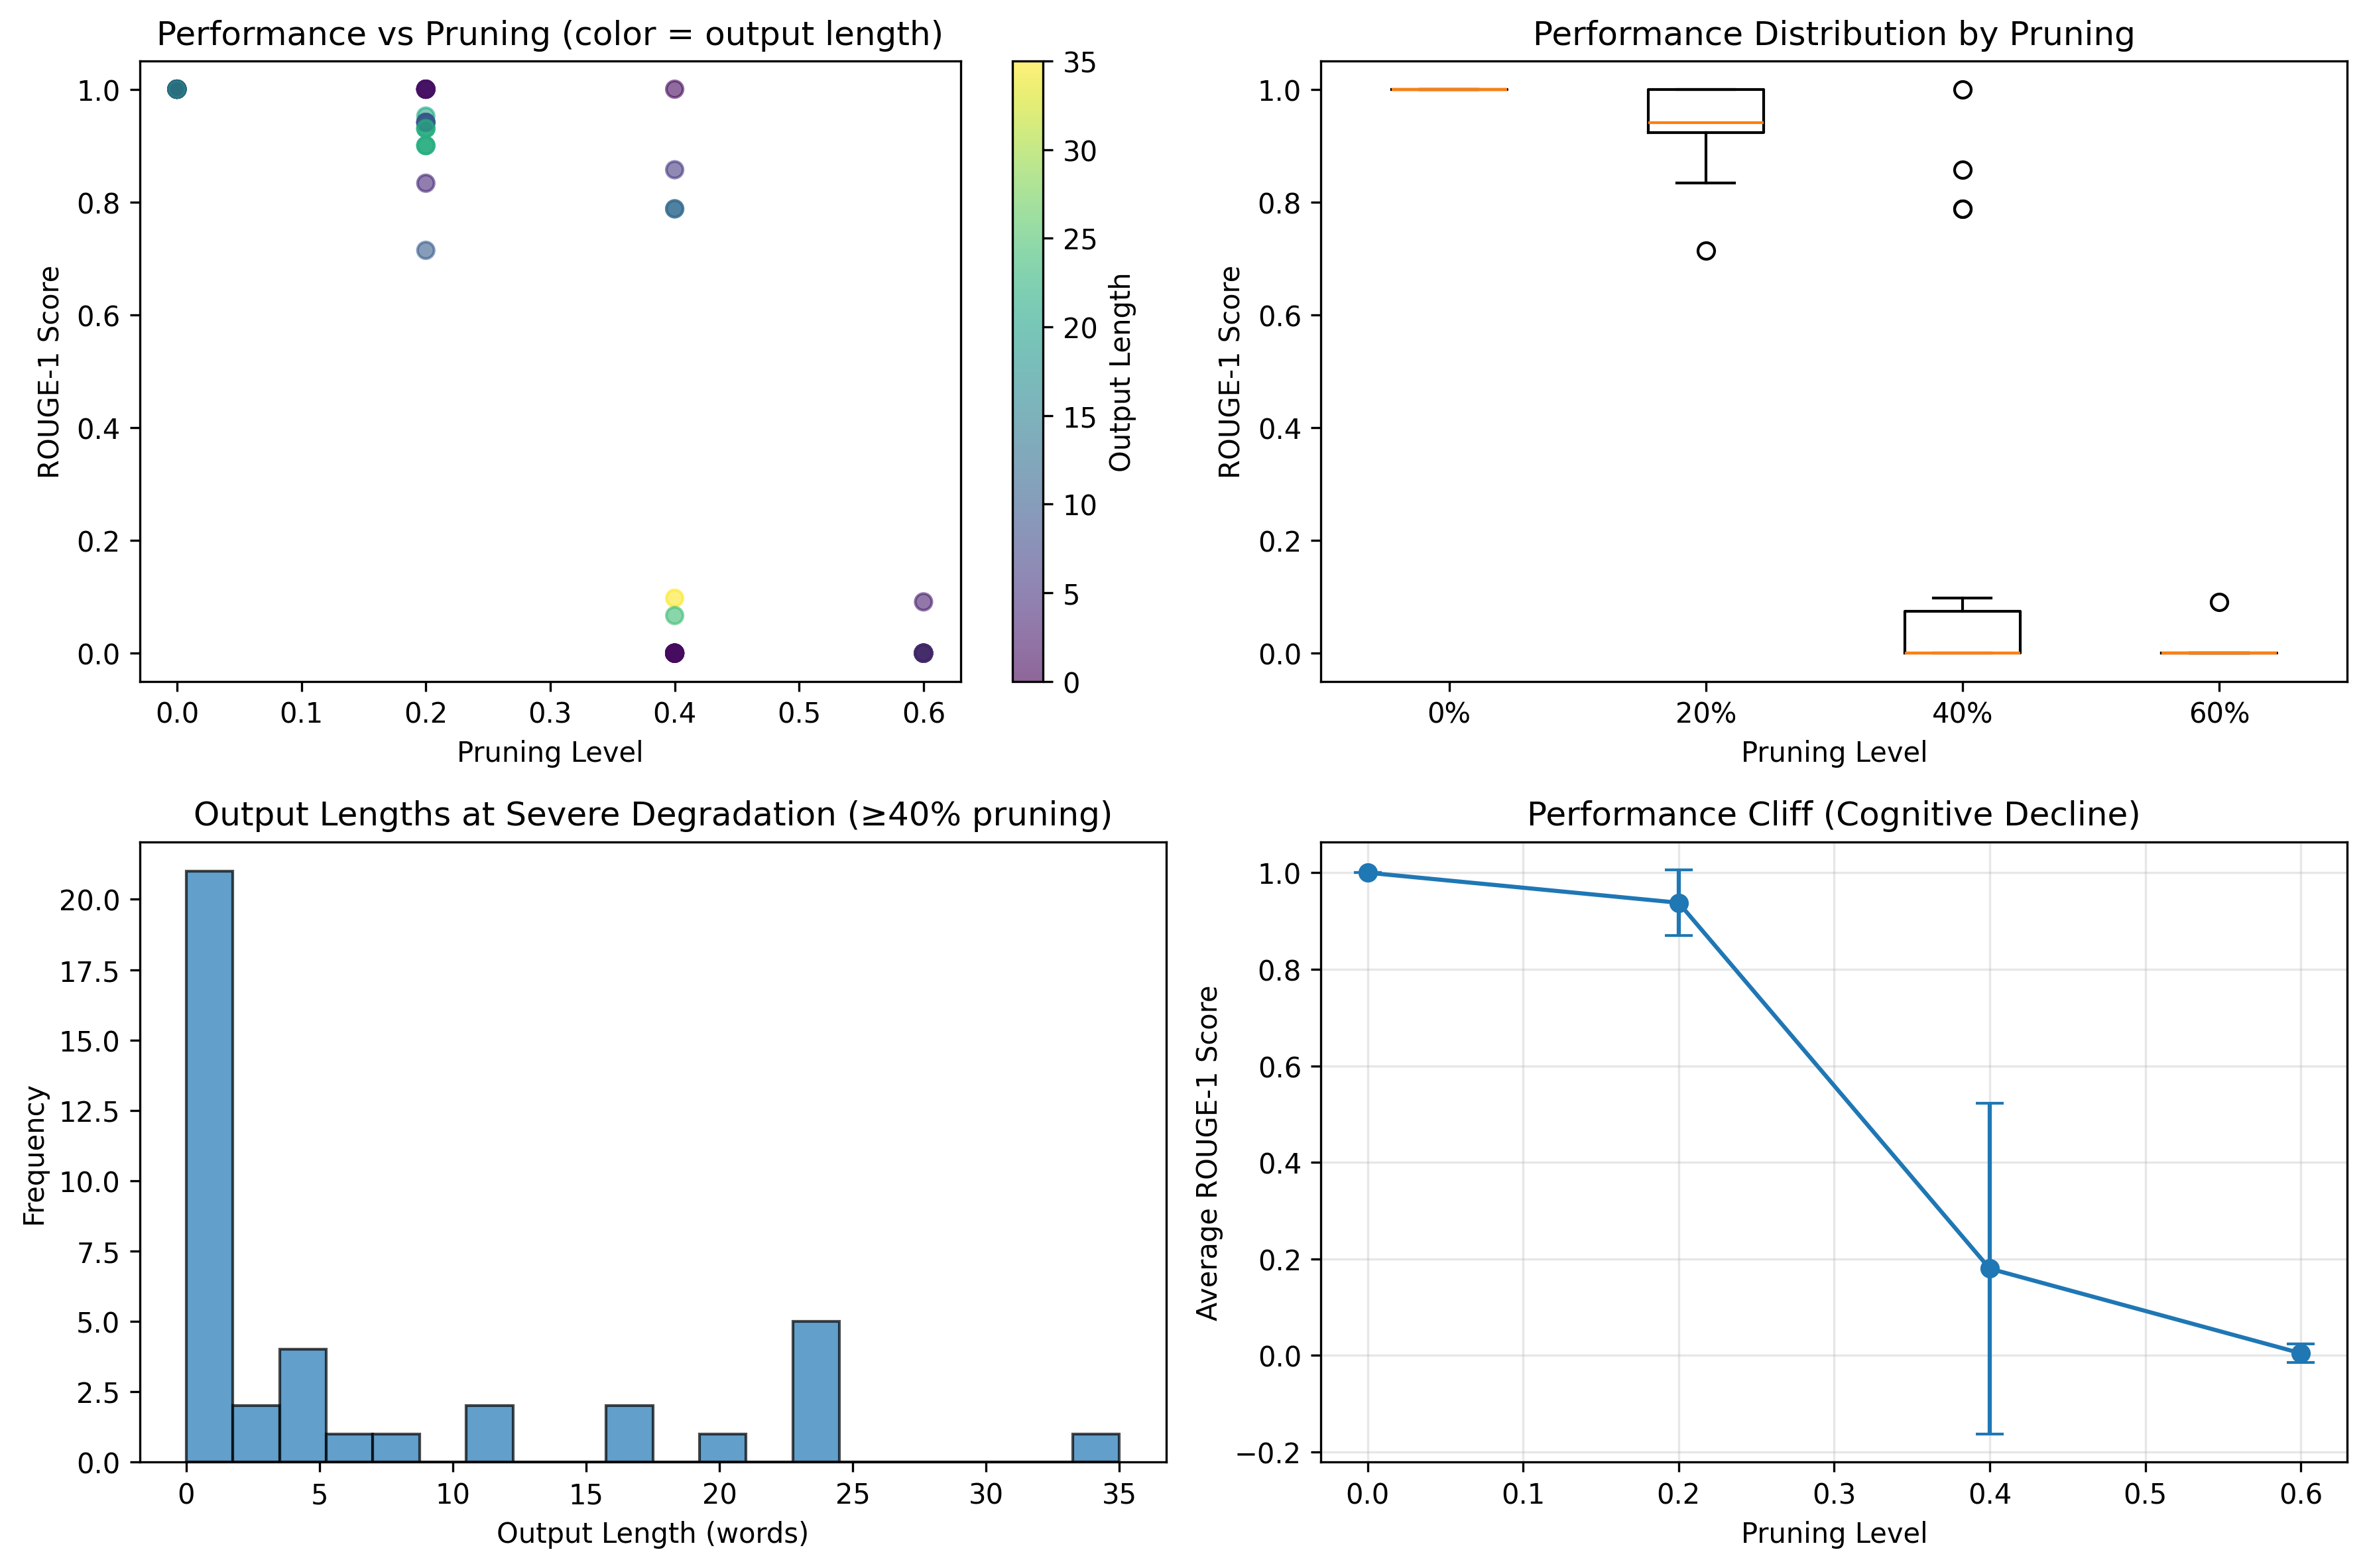 Performance vs Pruning (color = output length)
ROUGE-1 Score
1.0
0.8
0.6
0.4
0.2
0.0
0.0 0.1 0.2 0.3 0.4 0.5 0.6
Pruning Level
35
30
25
20
15
10
5
0
Output Length
Performance Distribution by Pruning
ROUGE-1 Score
1.0
0.8
0.6
0.4
0.2
0.0
0% 20% 40% 60%
Pruning Level
Output Lengths at Severe Degradation (≥40% pruning)
Frequency
20.0
17.5
15.0
12.5
10.0
7.5
5.0
2.5
0.0
0 5 10 15 20 25 30 35
Output Length (words)
Performance Cliff (Cognitive Decline)
Average ROUGE-1 Score
1.0
0.8
0.6
0.4
0.2
0.0
−0.2
0.0 0.1 0.2 0.3 0.4 0.5 0.6
Pruning Level